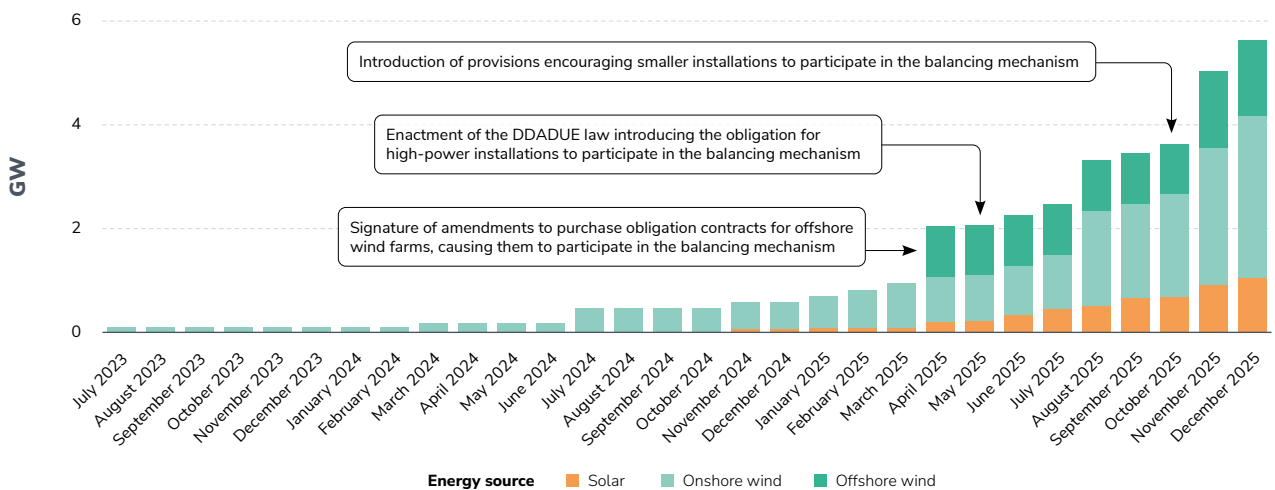 6
Introduction of provisions encouraging smaller installations to participate in the balancing mechanism
4
Enactment of the DDADUE law introducing the obligation for
high-power installations to participate in the balancing mechanism
GW
2
Signature of amendments to purchase obligation contracts for offshore
wind farms, causing them to participate in the balancing mechanism
0
July 2023
August 2023
September 2023
October 2023
November 2023
December 2023
January 2024
February 2024
March 2024
April 2024
May 2024
June 2024
July 2024
August 2024
September 2024
October 2024
November 2024
December 2024
January 2025
February 2025
March 2025
April 2025
May 2025
June 2025
July 2025
August 2025
September 2025
October 2025
November 2025
December 2025
Energy source Solar Onshore wind Offshore wind